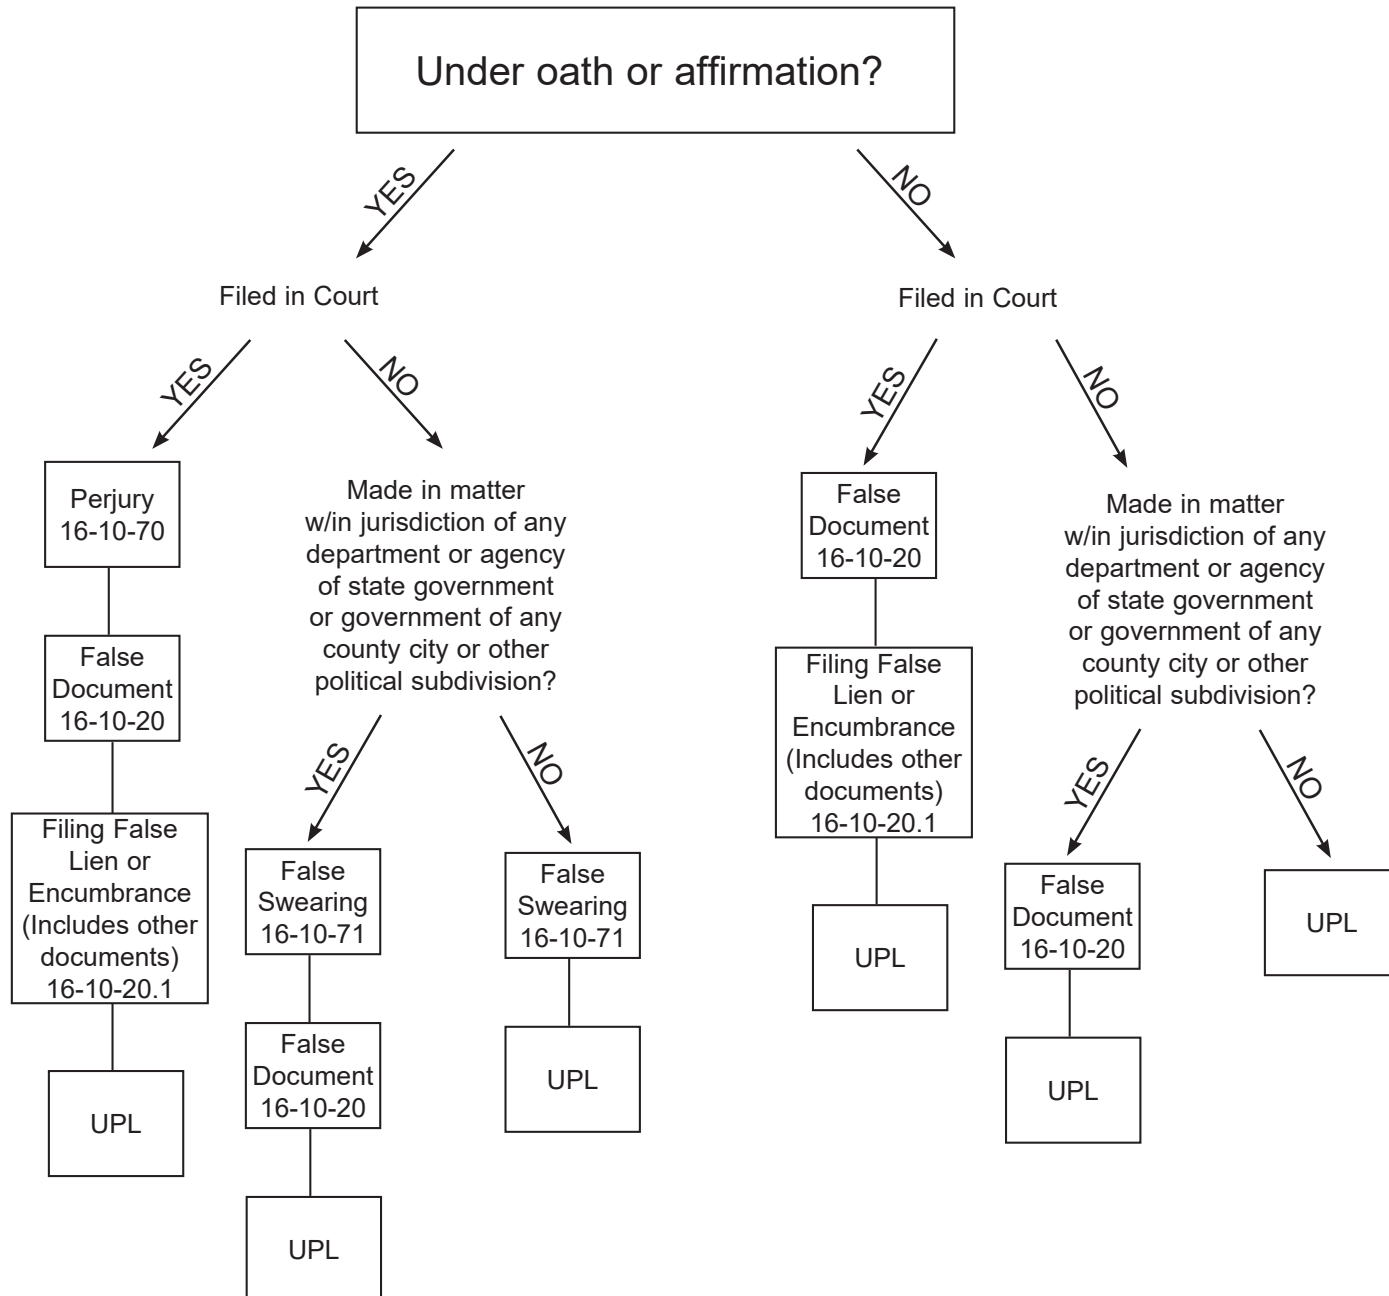 Under oath or affirmation?
YES
NO
Filed in Court
YES
NO
Perjury
16-10-70
False
Document
16-10-20
Filing False
Lien or
Encumbrance
(Includes other
documents)
16-10-20.1
UPL
Made in matter
w/in jurisdiction of any
department or agency
of state government
or government of any
county city or other
political subdivision?
YES
NO
False
Swearing
16-10-71
False
Document
16-10-20
UPL
False
Swearing
16-10-71
UPL
Filed in Court
YES
NO
False
Document
16-10-20
Filing False
Lien or
Encumbrance
(Includes other
documents)
16-10-20.1
UPL
Made in matter
w/in jurisdiction of any
department or agency
of state government
or government of any
county city or other
political subdivision?
YES
NO
False
Document
16-10-20
UPL
UPL